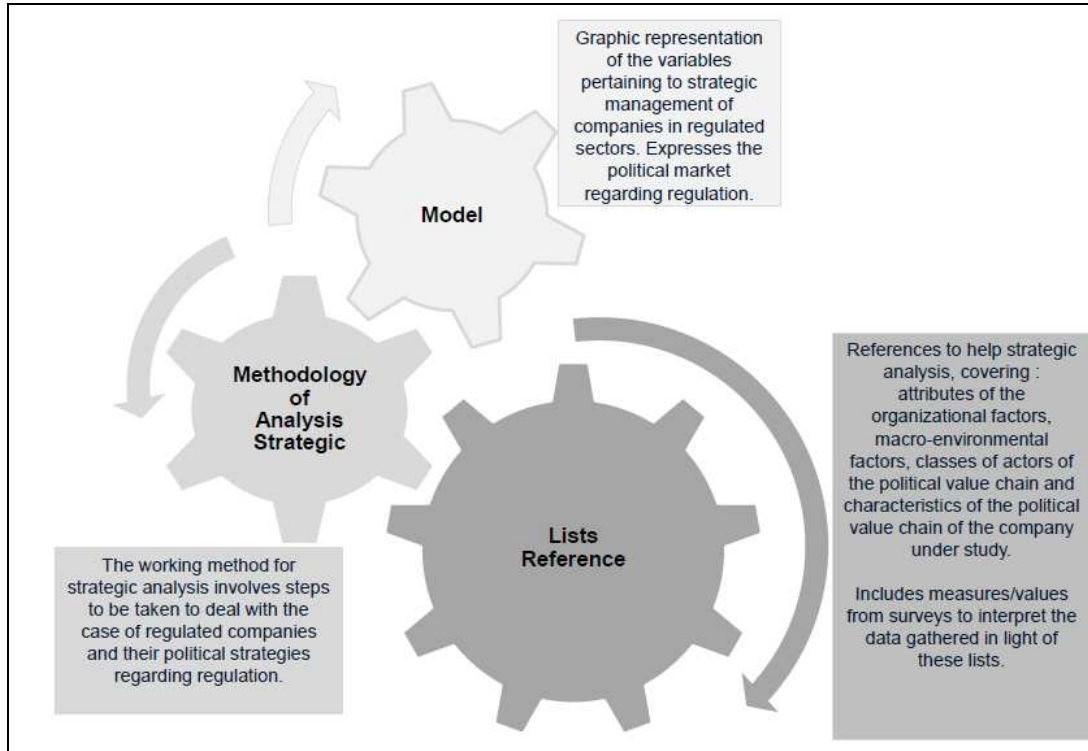 Graphic representation
of the variables
pertaining to strategic
management of
companies in regulated
sectors. Expresses the
political market
regarding regulation.
Model
Methodology
of
Analysis
Strategic
References to help strategic
analysis, covering :
attributes of the
organizational factors,
macro-environmental
factors, classes of actors of
the political value chain and
characteristics of the political
value chain of the company
under study.
Includes measures/values
from surveys to interpret the
data gathered in light of
these lists.
Lists
Reference
The working method for
strategic analysis involves steps
to be taken to deal with the
case of regulated companies
and their political strategies
regarding regulation.